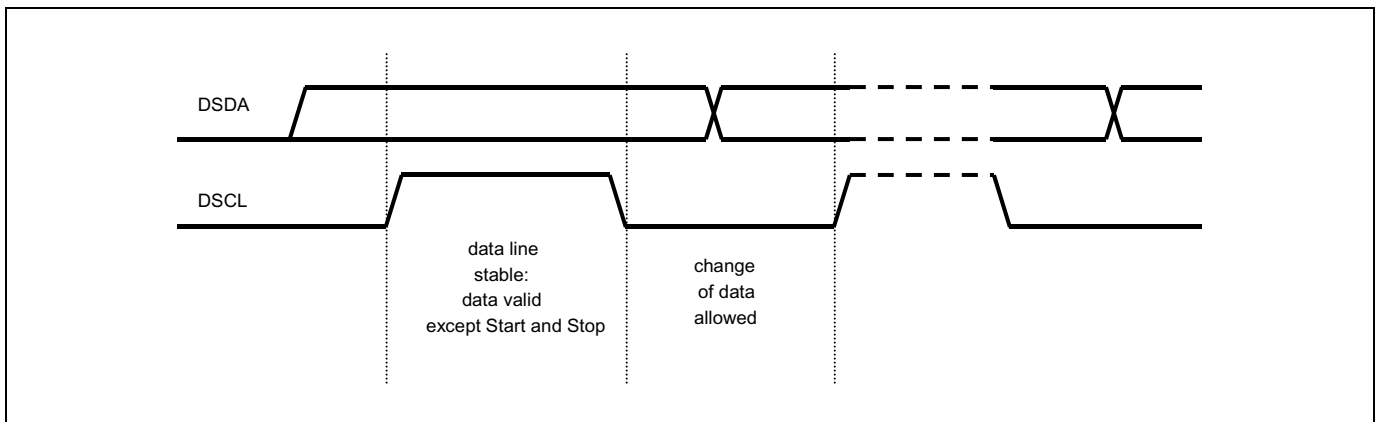 DSDA
DSCL
data line
stable:
data valid
except Start and Stop
change
of data
allowed